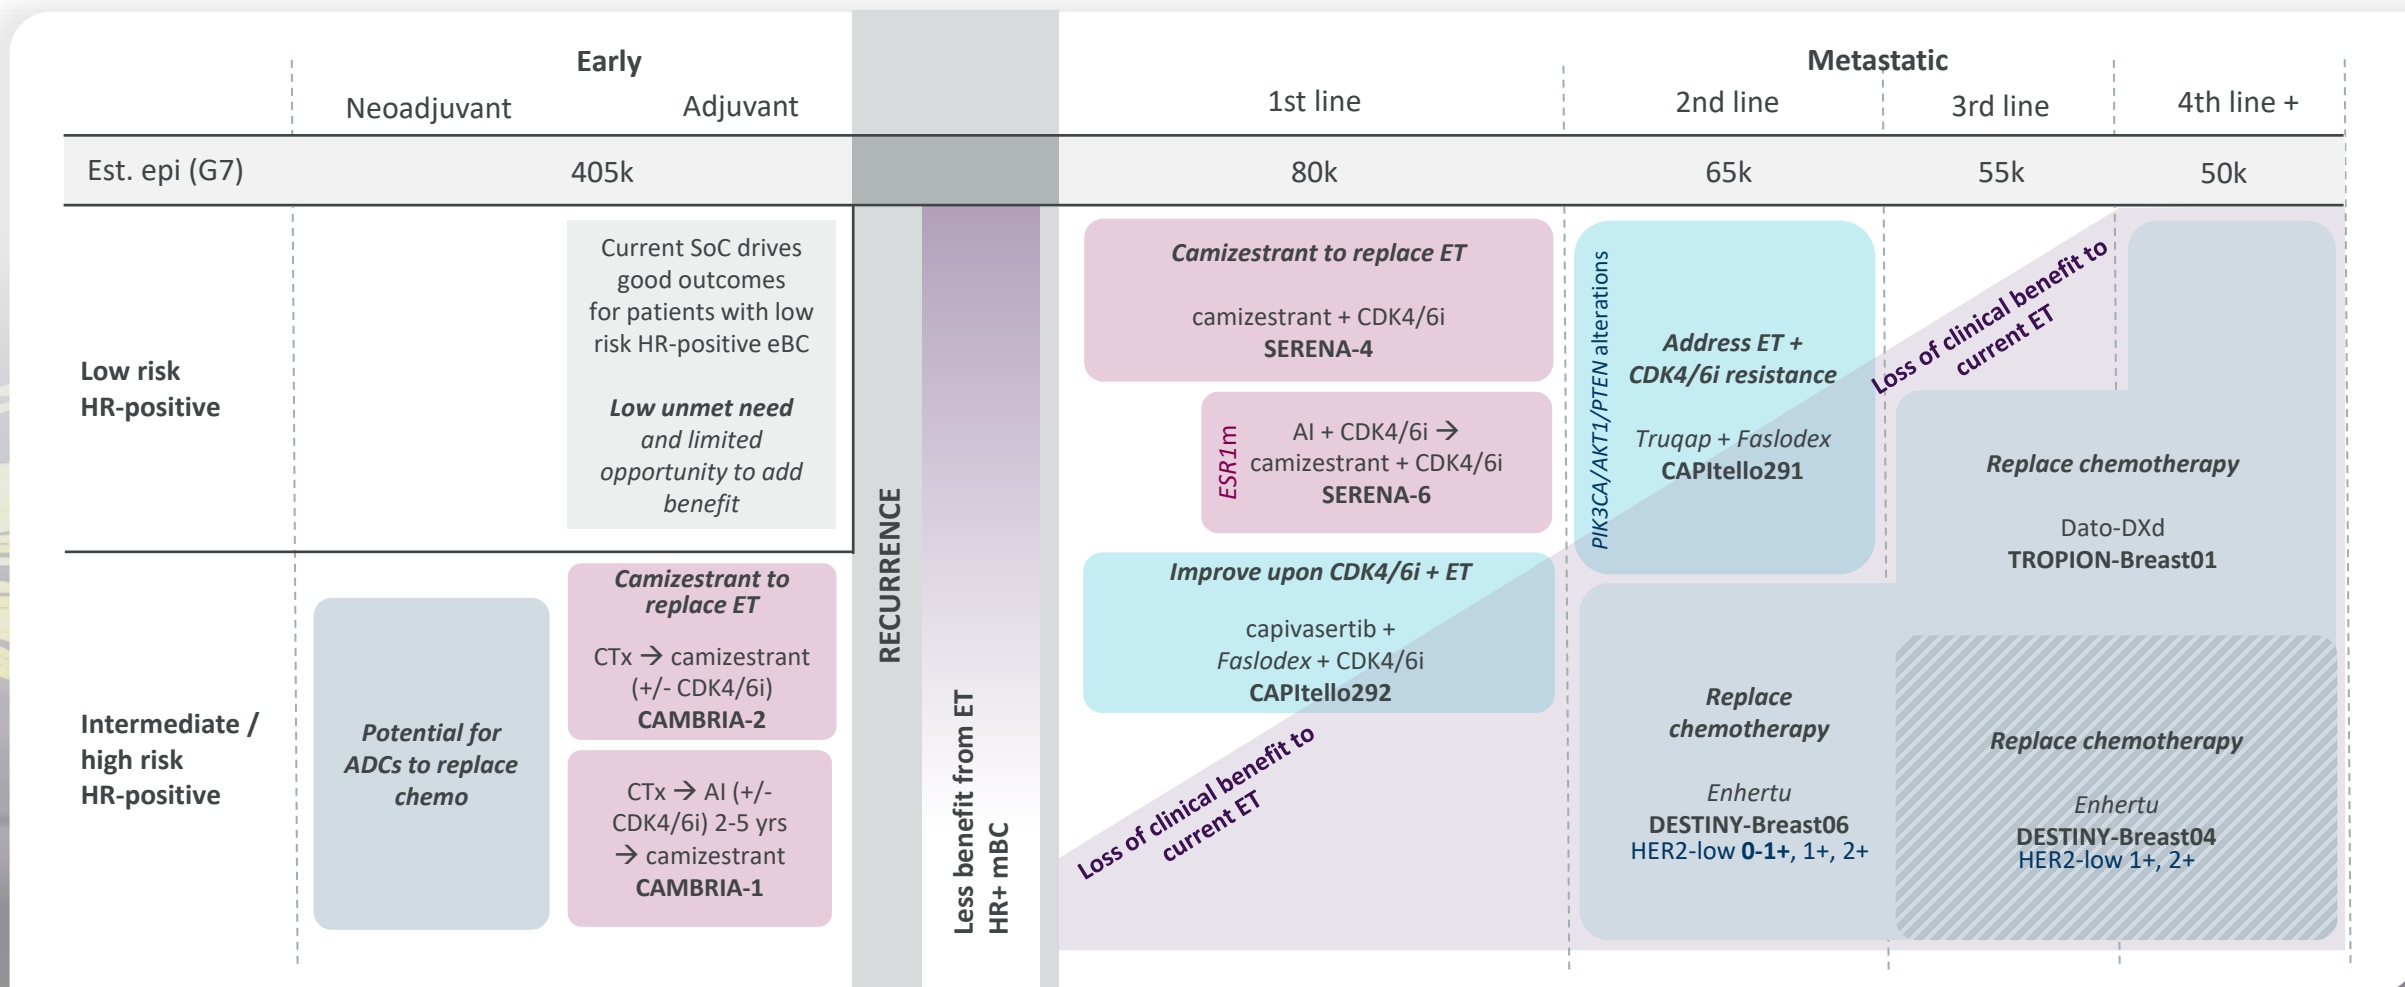 Early
Metastatic
Neoadjuvant
Adjuvant
1st line
2nd line
3rd line
4th line +
Est. epi (G7)
405k
80k
65k
55k
50k
Low risk
HR-positive
Current SoC drives
good outcomes
for patients with low
risk HR-positive eBC
Low unmet need
and limited
opportunity to add
benefit
Intermediate /
high risk
HR-positive
Potential for
ADCs to replace
chemo
Camizestrant to
replace ET
CTx → camizestrant
(+/- CDK4/6i)
CAMBRIA-2
CTx → AI (+/-
CDK4/6i) 2-5 yrs
→ camizestrant
CAMBRIA-1
RECURRENCE
Less benefit from ET
HR+ mBC
Camizestrant to replace ET
camizestrant + CDK4/6i
SERENA-4
ESR1m
AI + CDK4/6i →
camizestrant + CDK4/6i
SERENA-6
Improve upon CDK4/6i + ET
capivasertib +
Faslodex + CDK4/6i
CAPItello292
Loss of clinical benefit to
current ET
PIK3CA/AKT1/PTEN alterations
Address ET +
CDK4/6i resistance
Truqap + Faslodex
CAPItello291
Loss of clinical benefit to
current ET
Replace
chemotherapy
Enhertu
DESTINY-Breast06
HER2-low 0-1+, 1+, 2+
Replace chemotherapy
Dato-DXd
TROPION-Breast01
Replace chemotherapy
Enhertu
DESTINY-Breast04
HER2-low 1+, 2+